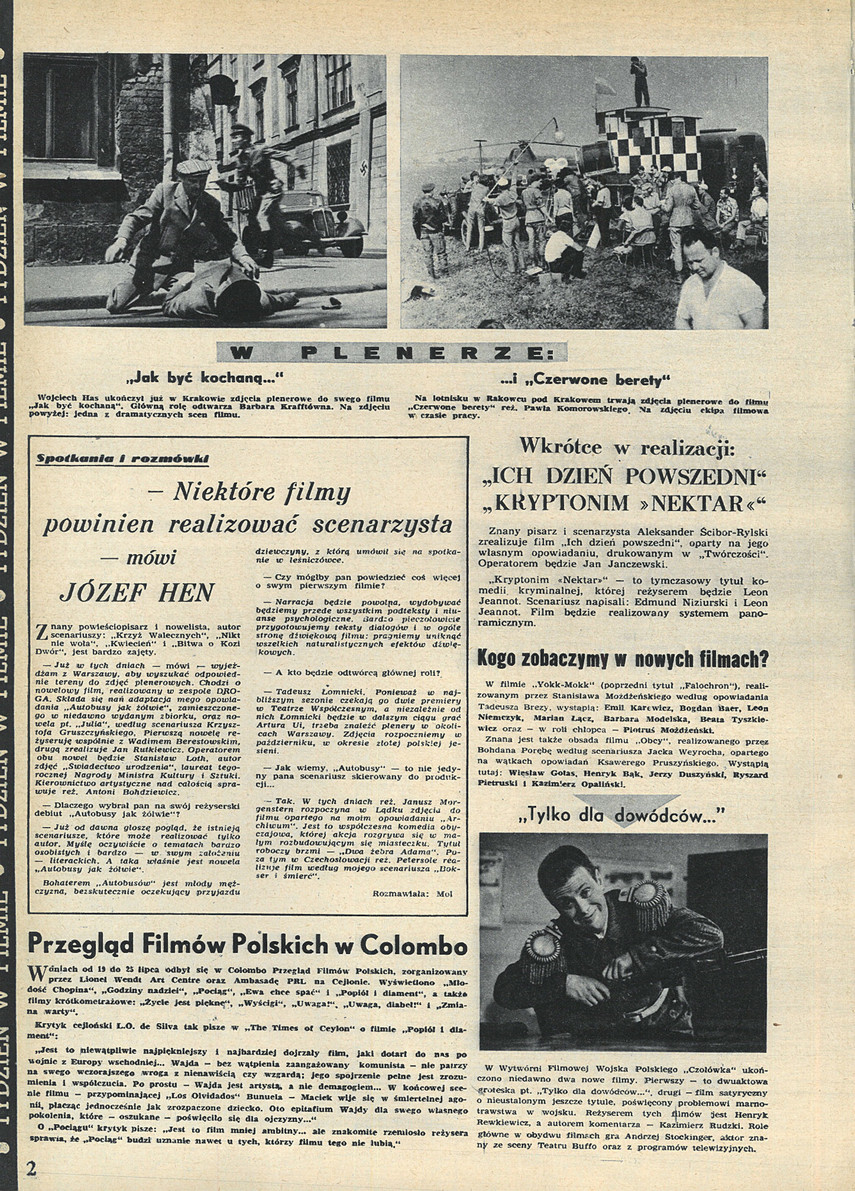 W PLENERZE:
„Jak być kochaną..."
Wojciech Has ukończył już w Krakowie zdjęcia plenerowe do swego filmu
„Jak być kochaną". Główną rolę odtwarza Barbara Krafftówna. Na zdjęciu
powyżej: jedna z dramatycznych scen filmu.
...i „Czerwone berety"
Na lotnisku w Rakowcu pod Krakowem trwają zdjęcia plenerowe do filmu
„Czerwone berety" reż. Pawła Komorowskiego. Na zdjęciu ekipa filmowa
w czasie pracy.
Spotkania i rozmówki
— Niektóre filmy
powinien realizować scenarzysta
— mówi
JÓZEF HEN
Znany powieściopisarz i nowelista, autor
scenariuszy: „Krzyż Walecznych", „Nikt
nie woła", „Kwiecień" i „Bitwa o Kozi
Dwór", jest bardzo zajęty.
— Już w tych dniach — mówi — wyjeż-
dżam z Warszawy, aby wyszukać odpowied-
nie tereny do zdjęć plenerowych. Chodzi o
nowelowy film, realizowany w zespole DRO-
GA. Składa się nań adaptacja mego opowia-
dania „Autobusy jak żółwie", zamieszczone-
go w niedawno wydanym zbiorku, oraz no-
wela pt. „Julia", według scenariusza Krzysz-
tofa Gruszczyńskiego, Pierwszą nowelę re-
żyseruję wspólnie z Wadimem Berestowskim,
drugą zrealizuje Jan Rutkiewicz. Operatorem
obu nowel będzie Stanisław Loth, autor
zdjęć „Świadectwo urodzenia", laureat tego-
rocznej Nagrody Ministra Kultury i Sztuki.
Kierownictwo artystyczne nad całością spra-
wuje reż. Antoni Bohdziewicz.
— Dlaczego wybrał pan na swój reżyserski
debiut „Autobusy jak żółwie"?
— Już od dawna głoszę pogląd, że istnieją
scenariusze, które może realizować tylko
autor. Myślę oczywiście o tematach bardzo
osobistych i bardzo — w swym założeniu
— literackich. A taka właśnie jest nowela
„Autobusy jak żółwie".
Bohaterem „Autobusów" jest młody męż-
czyzna, bezskutecznie oczekujący przyjazdu
dziewczyny, z którą umówił się na spotka-
nie w leśniczówce.
— Czy mógłby pan powiedzieć coś więcej
o swym pierwszym filmie?
— Narracja będzie powolna, wydobywać
będziemy przede wszystkim podteksty i niu-
anse psychologiczne. Bardzo pieczołowicie
przygotowujemy teksty dialogów i w ogóle
stronę dźwiękową filmu: pragniemy uniknąć
wszelkich naturalistycznych efektów dźwię-
kowych.
— A kto będzie odtwórcą głównej roli?
— Tadeusz Łomnicki. Ponieważ w naj-
bliższym sezonie czekają go dwie premiery
w Teatrze Współczesnym, a niezależnie od
nich Łomnicki będzie w dalszym ciągu grał
Artura Ui, trzeba znaleźć plenery w okoli-
cach Warszawy. Zdjęcia rozpoczniemy w
październiku, w okresie złotej polskiej je-
sieni.
— Jak wiemy, „Autobusy" — to nie jedy-
ny pana scenariusz skierowany do produk-
cji...
— Tak. W tych dniach reż. Janusz Mor-
genstern rozpoczyna w Lądku zdjęcia do
filmu opartego na moim opowiadaniu „Ar-
chiwum". Jest to współczesna komedia oby-
czajowa, której akcja rozgrywa się w ma-
łym rozbudowującym się miasteczku. Tytuł
roboczy brzmi — „Dwa żebra Adama". Po-
za tym w Czechosłowacji reż. Petersole rea-
lizuje film według mojego scenariusza „Bok-
ser i śmierć".
Rozmawiała: Mol
Przegląd Filmów Polskich w Colombo
W dniach od 19 do 25 lipca odbył się w Colombo Przegląd Filmów Polskich, zorganizowany
przez Lionel Wendt Art Centre oraz Ambasadę PRL na Cejlonie. Wyświetlono „Mło-
dość Chopina", „Godziny nadziei", „Pociąg", „Ewa chce spać" i „Popiół i diament", a także
filmy krótkometrażowe: „Życie jest piękne", „Wyścigi", „Uwaga!", „Uwaga, diabeł!" i „Zmia-
na warty".
Krytyk cejloński L.O. de Silva tak pisze w „The Times of Ceylon" o filmie „Popiół i dia-
ment":
„Jest to niewątpliwie najpiękniejszy i najbardziej dojrzały film, jaki dotarł do nas po
wojnie z Europy wschodniej... Wajda — bez wątpienia zaangażowany komunista — nie patrzy
na swego wczorajszego wroga z nienawiścią czy wzgardą; jego spojrzenie pełne jest zrozu-
mienia i współczucia. Po prostu — Wajda jest artystą, a nie demagogiem... W końcowej sce-
nie filmu — przypominającej „Los Olvidados" Bunuela — Maciek wije się w śmiertelnej ago-
nii, płacząc jednocześnie jak rozpaczone dziecko. Oto epitafium Wajdy dla swego własnego
pokolenia, które — oszukane — poświęciło się dla ojczyzny..."
O „Pociągu" krytyk pisze: „Jest to film mniej ambitny... ale znakomite rzemiosło reżysera
sprawia, że „Pociąg" budzi uznanie nawet u tych, którzy filmu tego nie lubią."
Wkrótce w realizacji:
„ICH DZIEŃ POWSZEDNI"
„KRYPTONIM »NEKTAR«"
Znany pisarz i scenarzysta Aleksander Ścibor-Rylski
zrealizuje film „Ich dzień powszedni", oparty na jego
własnym opowiadaniu, drukowanym w „Twórczości".
Operatorem będzie Jan Janczewski.
„Kryptonim «Nektar»" — to tymczasowy tytuł ko-
medii kryminalnej, której reżyserem będzie Leon
Jeannot. Scenariusz napisali: Edmund Niziurski i Leon
Jeannot. Film będzie realizowany systemem pano-
ramicznym.
Kogo zobaczymy w nowych filmach?
W filmie „Yokk-Mokk" (poprzedni tytuł „Falochron"), reali-
zowanym przez Stanisława Możdżeńskiego według opowiadania
Tadeusza Brezy, wystąpią: Emil Karewicz, Bogdan Baer, Leon
Niemczyk, Marian Łącz, Barbara Modelska, Beata Tyszkie-
wicz oraz — w roli chłopca — Piotruś Możdżeński.
Znana jest także obsada filmu „Obcy", realizowanego przez
Bohdana Porębę według scenariusza Jacka Weyrocha, opartego
na wątkach opowiadań Ksawerego Pruszyńskiego. Wystąpią
tutaj: Wiesław Gołas, Henryk Bąk, Jerzy Duszyński, Ryszard
Pietruski i Kazimierz Opaliński.
„Tylko dla dowódców..."
W Wytwórni Filmowej Wojska Polskiego „Czołówka" ukoń-
czono niedawno dwa nowe filmy. Pierwszy — to dwuaktowa
groteska pt. „Tylko dla dowódców...", drugi — film satyryczny
o nieustalonym jeszcze tytule, poświęcony problemowi marno-
trawstwa w wojsku. Reżyserem tych filmów jest Henryk
Rewkiewicz, a autorem komentarza — Kazimierz Rudzki. Role
główne w obydwu filmach gra Andrzej Stockinger, aktor zna-
ny ze sceny Teatru Buffo oraz z programów telewizyjnych.
2
TYDZIEŃ W FILMIE • TYDZIEŃ W FILMIE • TYDZIEŃ W FILMIE • TYDZIEŃ W FILMIE